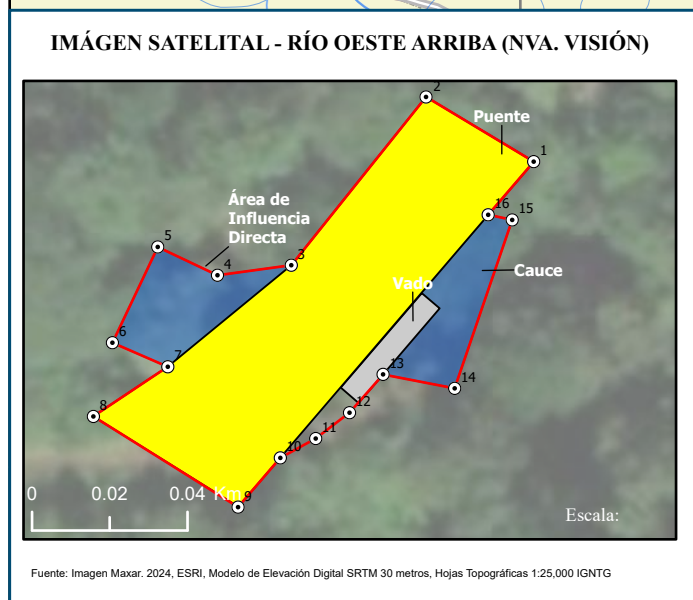 IMÁGEN SATELITAL - RÍO OESTE ARRIBA (NVA. VISIÓN)
2
Puente
1
Área de
Influencia
Directa
16
15
5
3
4
Cauce
Vado
6
7
13
14
8
12
11
10
9
0 0.02 0.04 Km
Escala:
Fuente: Imagen Maxar. 2024, ESRI, Modelo de Elevación Digital SRTM 30 metros, Hojas Topográficas 1:25,000 IGNTG